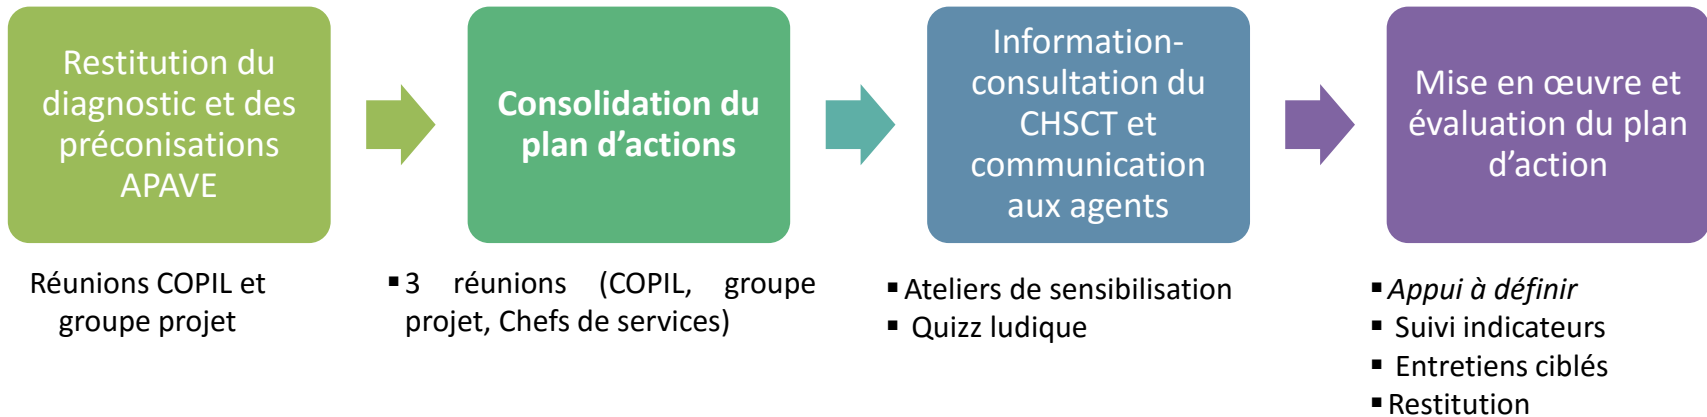 Restitution du
diagnostic et des
préconisations
APAVE
Consolidation du
plan d’actions
Information-
consultation du
CHSCT et
communication
aux agents
Mise en œuvre et
évaluation du plan
d’action
Réunions COPIL et
groupe projet
▪ 3 réunions (COPIL, groupe
projet, Chefs de services)
▪ Ateliers de sensibilisation
▪ Quizz ludique
▪ Appui à définir
▪ Suivi indicateurs
▪ Entretiens ciblés
▪ Restitution